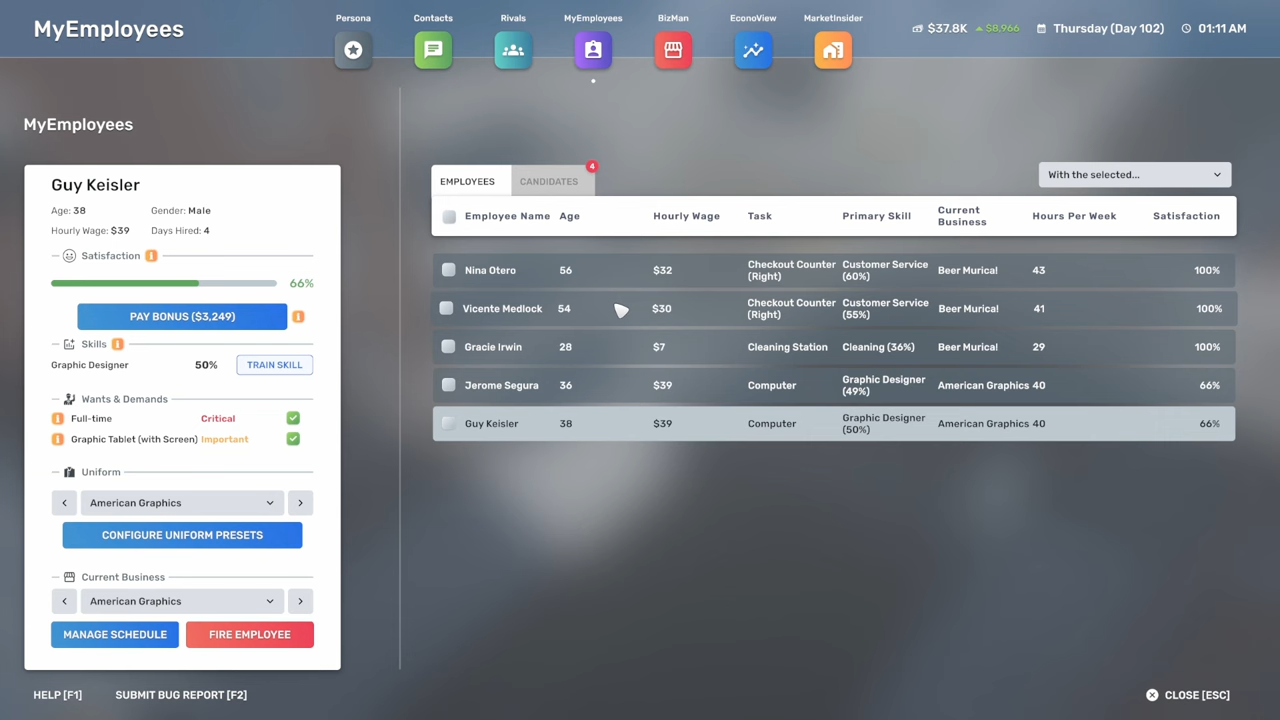 MyEmployees
Persona
Contacts
Rivals
MyEmployees
BizMan
EconoView
MarketInsider
$37.8K
$8,966
Thursday (Day 102)
01:11 AM
MyEmployees
Guy Keisler
Age: 38
Gender: Male
Hourly Wage: $39
Days Hired: 4
Satisfaction
66%
PAY BONUS ($3,249)
Skills
Graphic Designer
50%
TRAIN SKILL
Wants & Demands
Full-time
Critical
Graphic Tablet (with Screen)
Important
Uniform
American Graphics
CONFIGURE UNIFORM PRESETS
Current Business
American Graphics
MANAGE SCHEDULE
FIRE EMPLOYEE
EMPLOYEES
CANDIDATES
4
With the selected...
Employee Name
Age
Hourly Wage
Task
Primary Skill
Current
Business
Hours Per Week
Satisfaction
Nina Otero
56
$32
Checkout Counter
(Right)
Customer Service
(60%)
Beer Murical
43
100%
Vicente Medlock
54
$30
Checkout Counter
(Right)
Customer Service
(55%)
Beer Murical
41
100%
Gracie Irwin
28
$7
Cleaning Station
Cleaning (36%)
Beer Murical
29
100%
Jerome Segura
36
$39
Computer
Graphic Designer
(49%)
American Graphics
40
66%
Guy Keisler
38
$39
Computer
Graphic Designer
(50%)
American Graphics
40
66%
HELP [F1]
SUBMIT BUG REPORT [F2]
CLOSE [ESC]